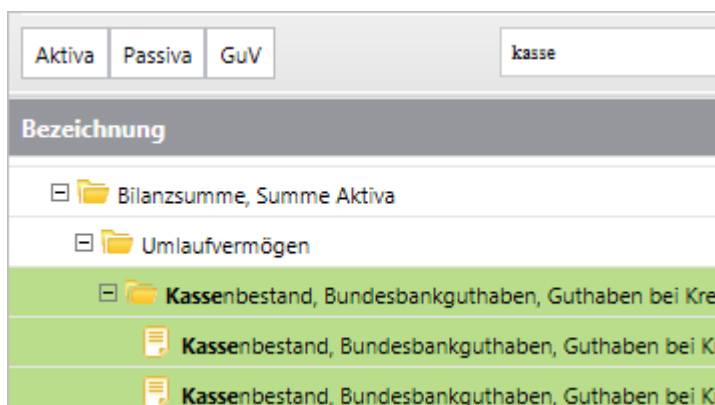 Aktiva Passiva GuV kasse
Bezeichnung
Bilanzsumme, Summe Aktiva
Umlaufvermögen
Kassenbestand, Bundesbankguthaben, Guthaben bei
Kassenbestand, Bundesbankguthaben, Guthaben bei
Kassenbestand, Bundesbankguthaben, Guthaben bei